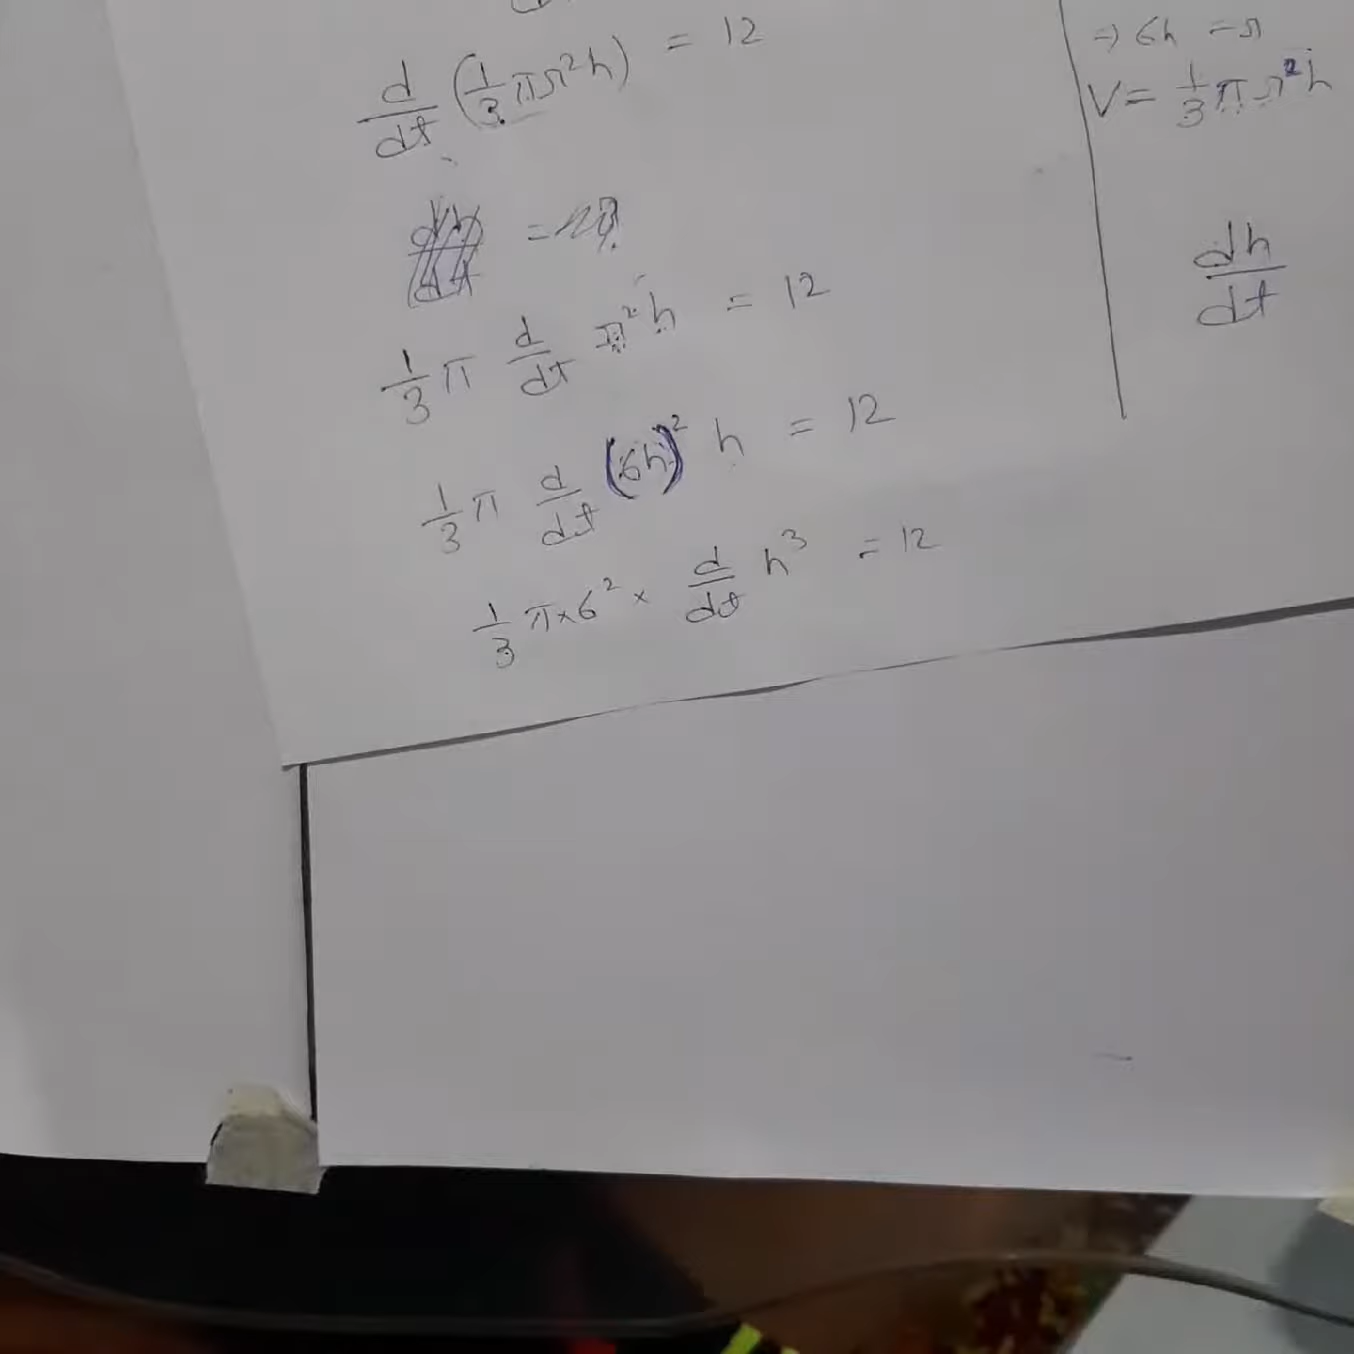 d/dt (1/3 πr²h) = 12
1/3 π d/dt r²h = 12
1/3 π d/dt (6h)² h = 12
1/3 π×6² × d/dt h³ = 12
⇒ 6h = r
V = 1/3 π r² h
dh/dt